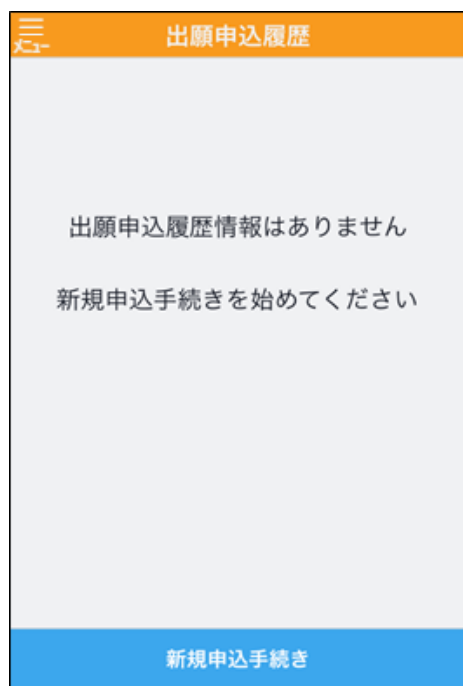 メニュー
出願申込履歴
出願申込履歴情報はありません
新規申込手続きを始めてください
新規申込手続き